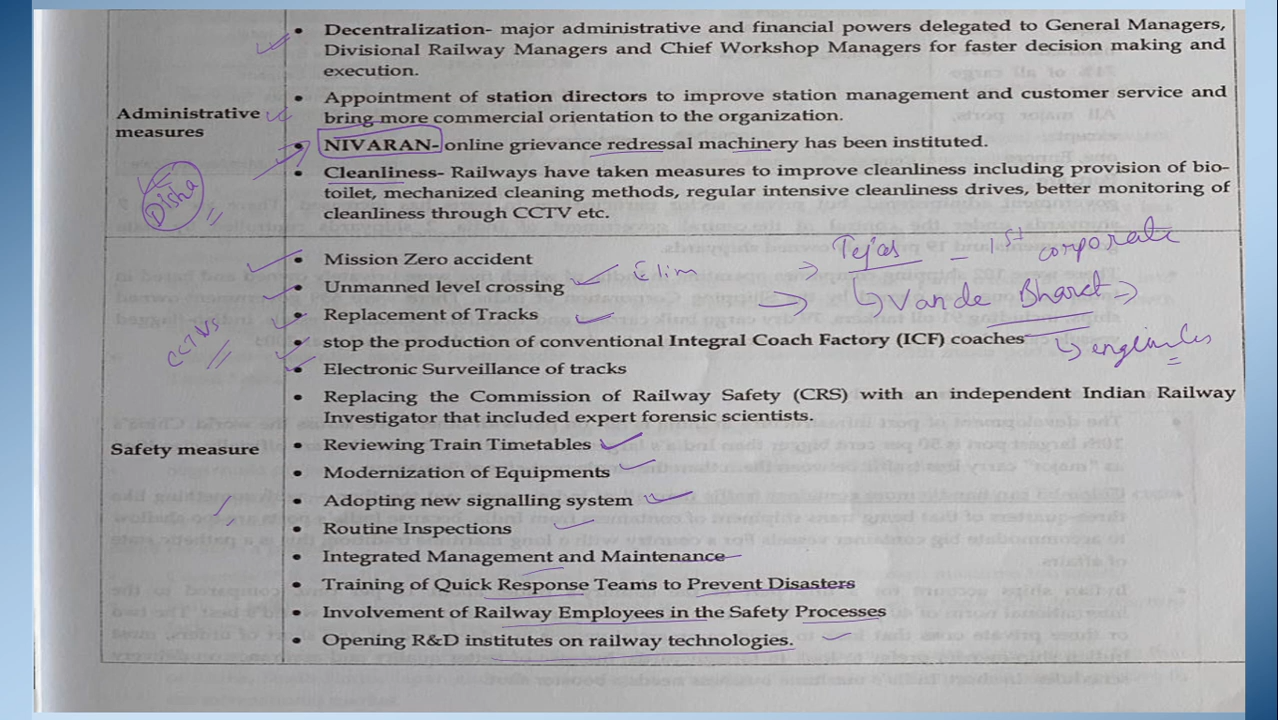 • Decentralization- major administrative and financial powers delegated to General Managers,
Divisional Railway Managers and Chief Workshop Managers for faster decision making and
execution.
• Appointment of station directors to improve station management and customer service and
bring more commercial orientation to the organization.
Administrative
measures
• NIVARAN- online grievance redressal machinery has been instituted.
• Cleanliness- Railways have taken measures to improve cleanliness including provision of bio-
toilet, mechanized cleaning methods, regular intensive cleanliness drives, better monitoring of
cleanliness through CCTV etc.
Disha
• Mission Zero accident
• Unmanned level crossing
Elim
Tejas - - 1st corporate
Vande Bharat
engineless
• Replacement of Tracks
• stop the production of conventional Integral Coach Factory (ICF) coaches
• Electronic Surveillance of tracks
CCTVs
• Replacing the Commission of Railway Safety (CRS) with an independent Indian Railway
Investigator that included expert forensic scientists.
Safety measure
• Reviewing Train Timetables
• Modernization of Equipments
• Adopting new signalling system
• Routine Inspections
• Integrated Management and Maintenance
• Training of Quick Response Teams to Prevent Disasters
• Involvement of Railway Employees in the Safety Processes
• Opening R&D institutes on railway technologies.